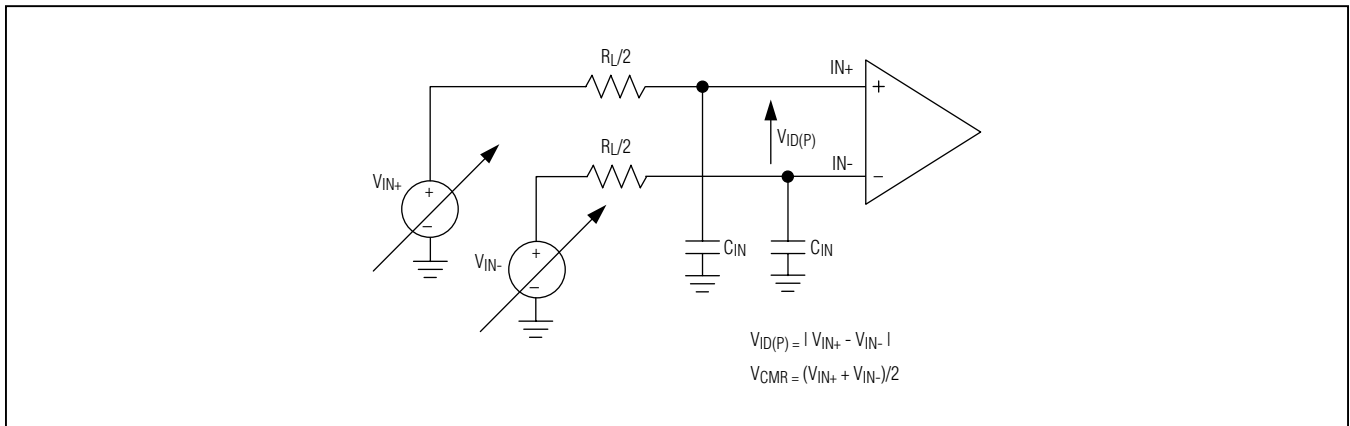 RL/2
IN+
+
VID(P)
RL/2
IN-
−
VIN+
+
−
VIN-
+
−
CIN
CIN
VID(P) = | VIN+ - VIN- |
VCMR = (VIN+ + VIN-)/2